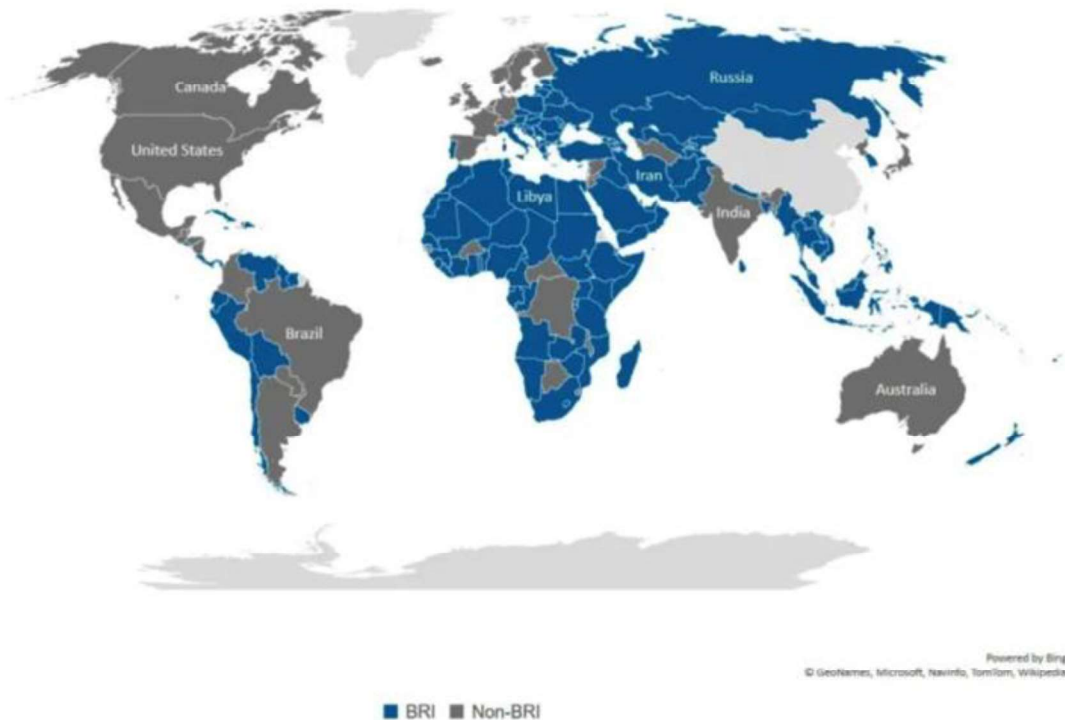 Canada
Russia
United States
Iran
Libya
India
Brazil
Australia
Powered by Bing
© GeoNames, Microsoft, Navinfo, TomTom, Wikipedia
BRI Non-BRI